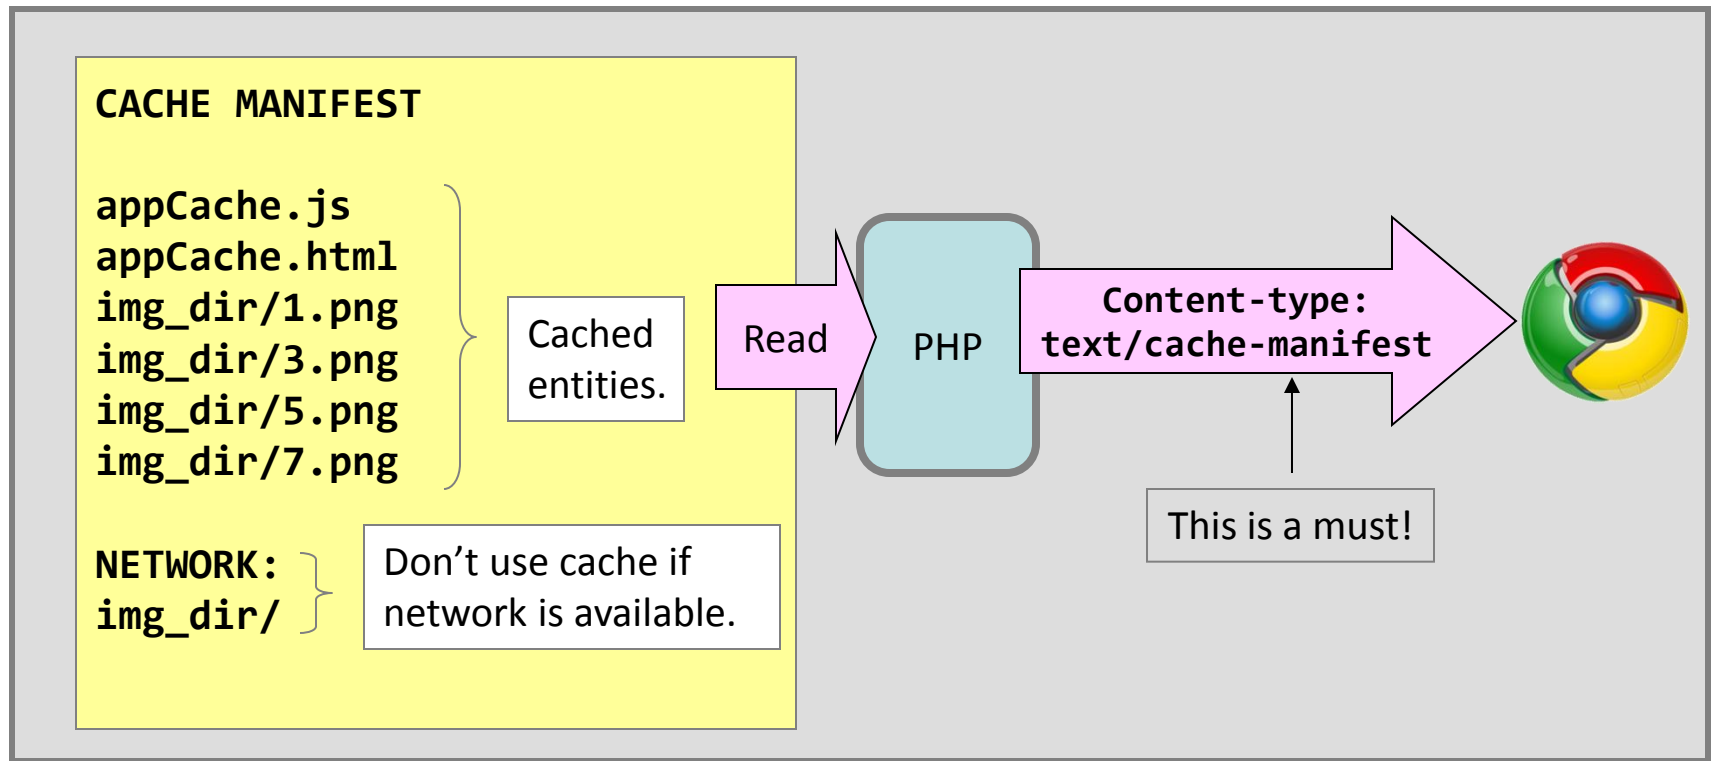 CACHE MANIFEST
appCache.js
appCache.html
img_dir/1.png
img_dir/3.png
img_dir/5.png
img_dir/7.png
Cached
entities.
NETWORK:
img_dir/
Don’t use cache if
network is available.
Read
PHP
Content-type:
text/cache-manifest
This is a must!